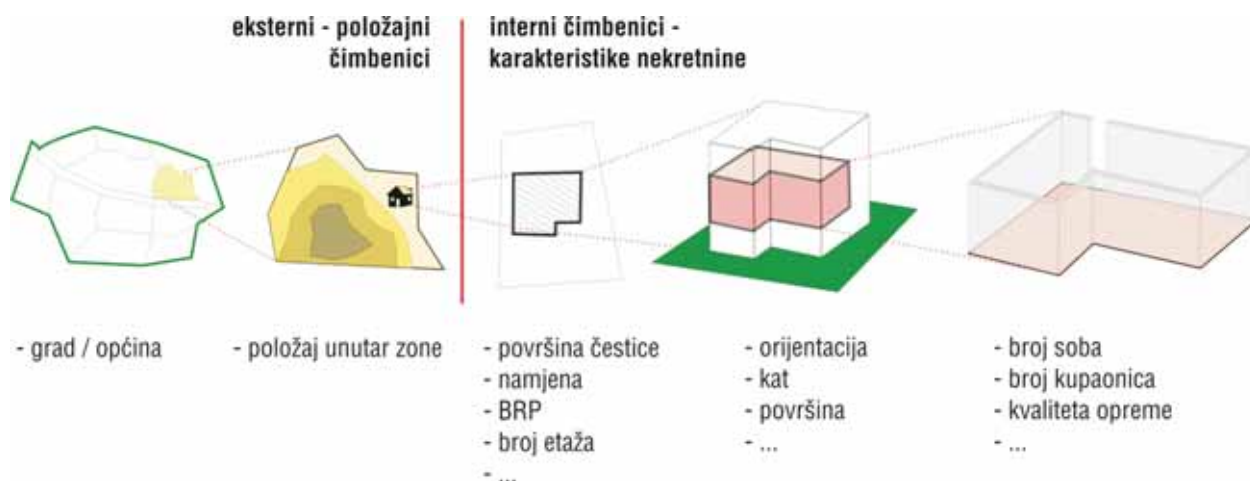 eksterni - položajni
čimbenici
interni čimbenici -
karakteristike nekretnine
- grad / općina
- položaj unutar zone
- površina čestice
- namjena
- BRP
- broj etaža
- ...
- orijentacija
- kat
- površina
- ...
- broj soba
- broj kupaonica
- kvaliteta opreme
- ...